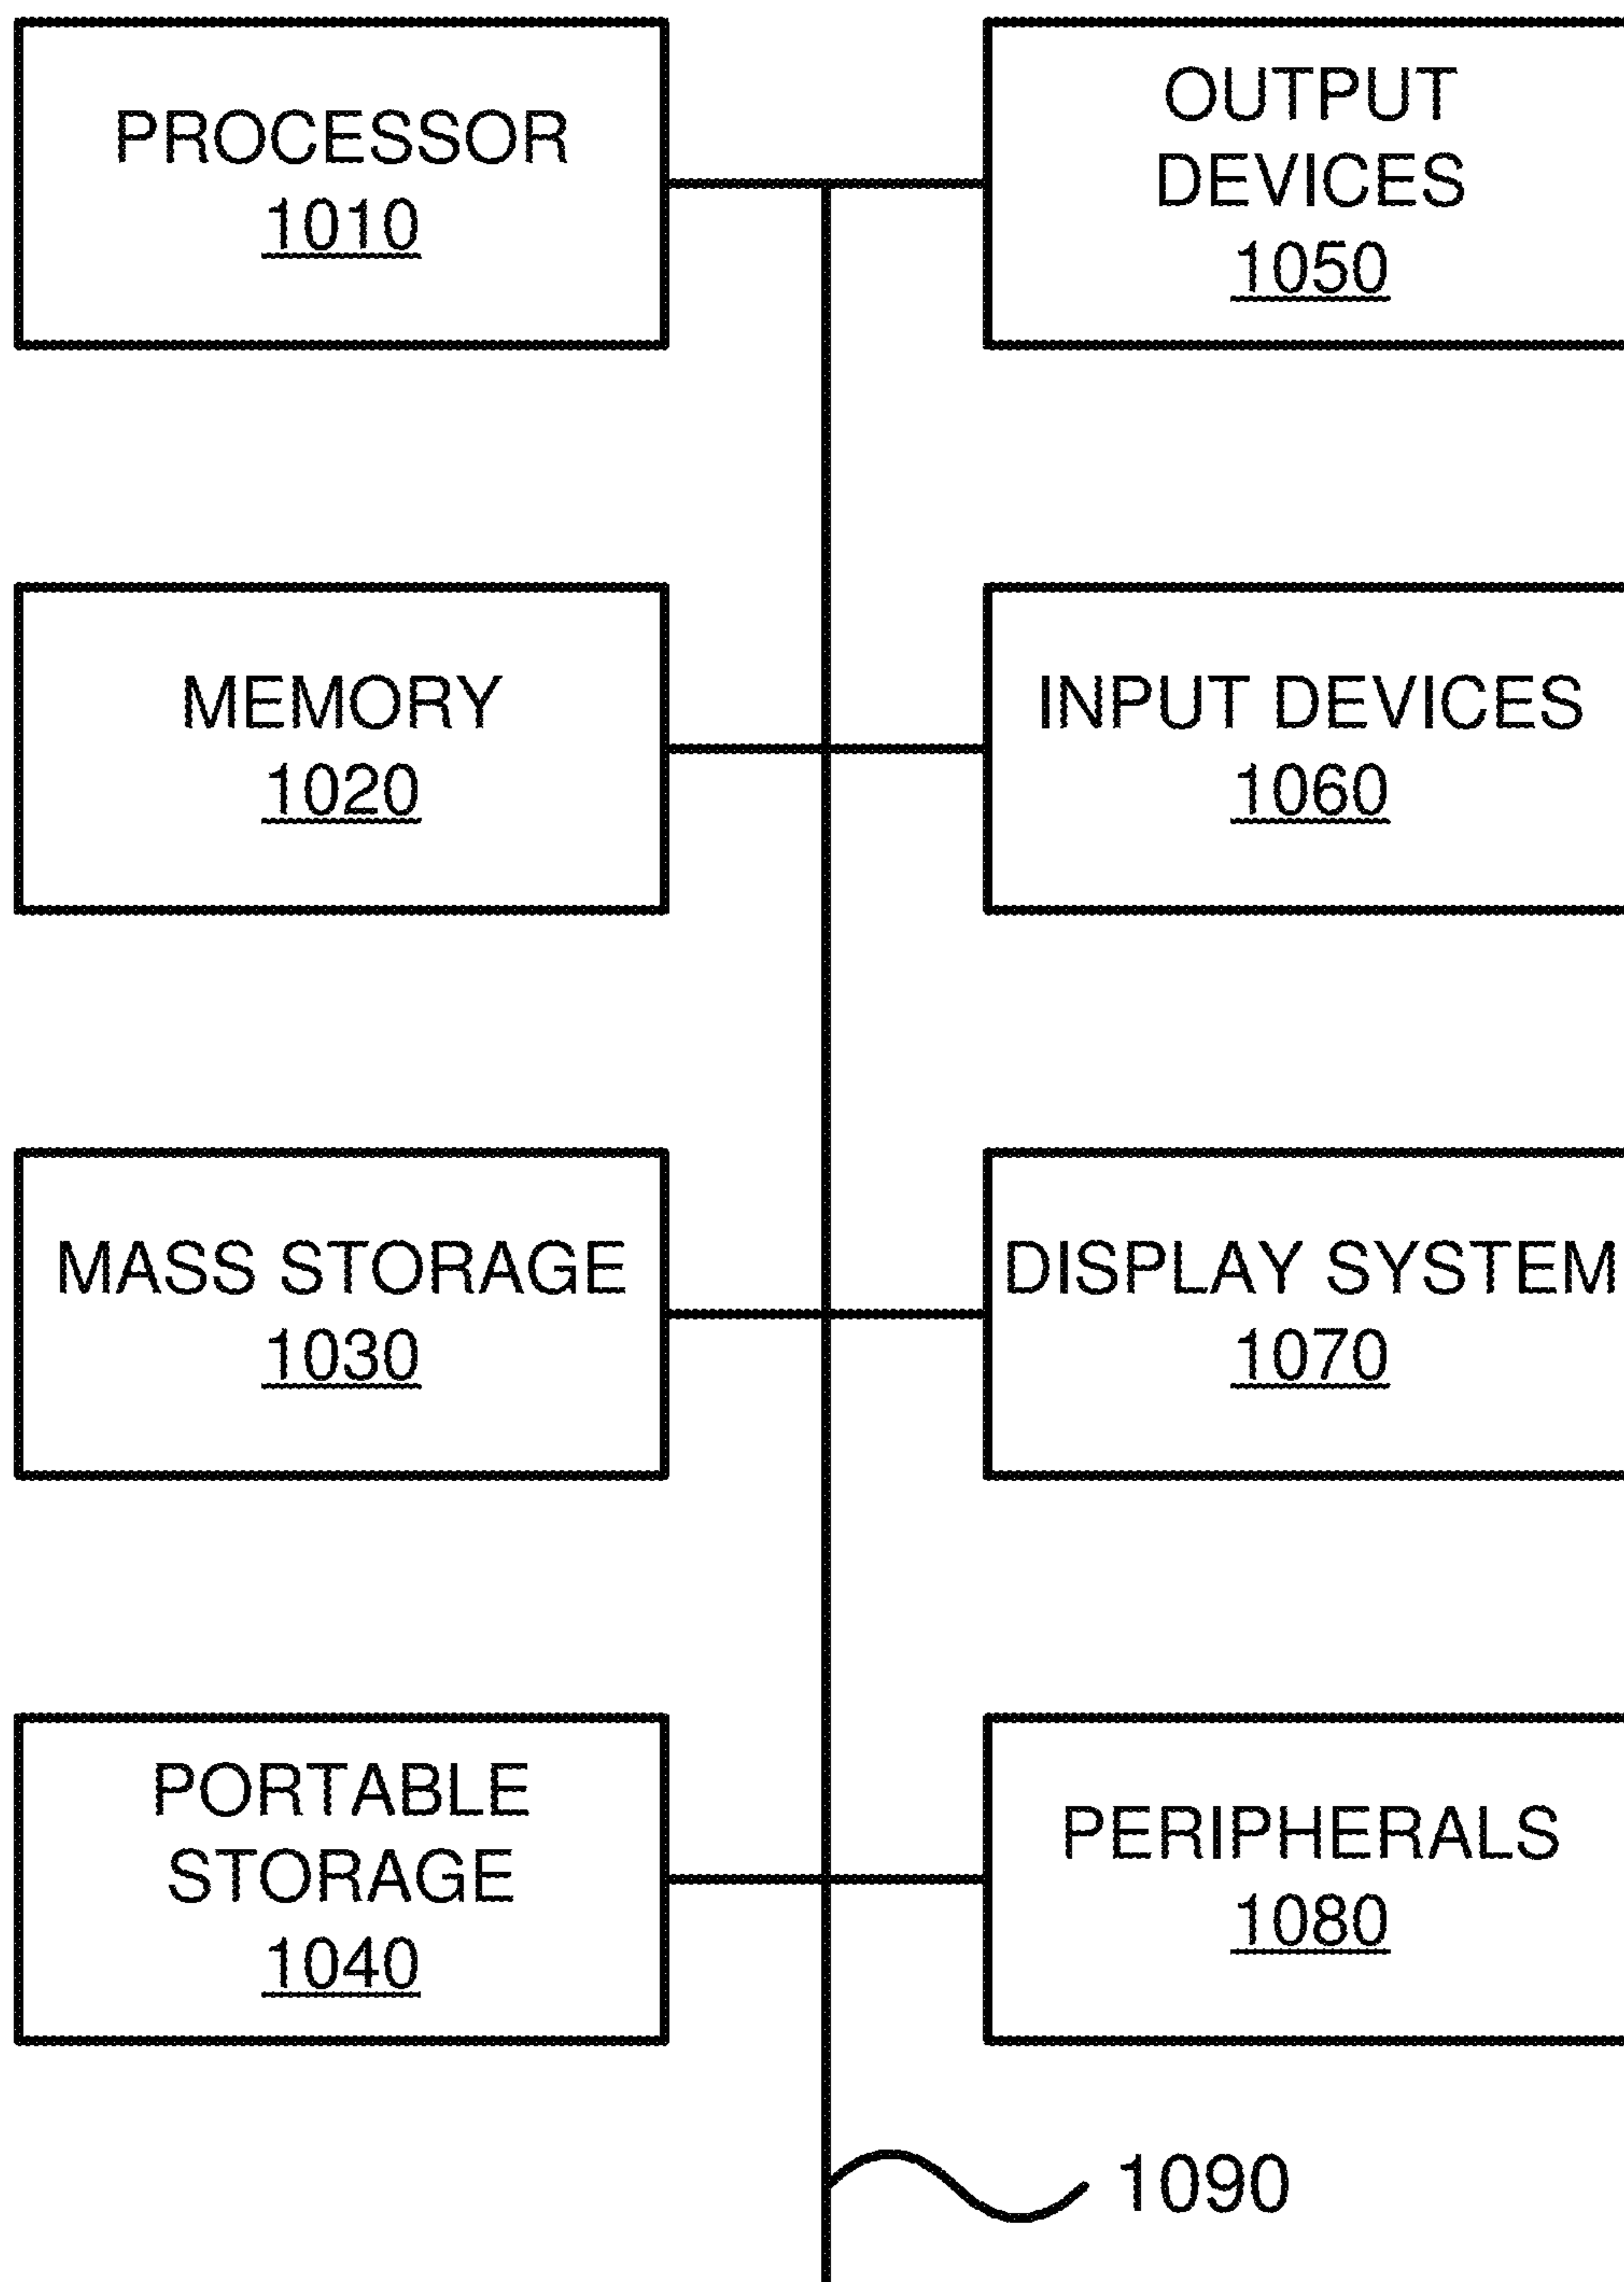 PROCESSOR
1010
OUTPUT
DEVICES
1050
MEMORY
1020
INPUT DEVICES
1060
MASS STORAGE
1030
DISPLAY SYSTEM
1070
PORTABLE
STORAGE
1040
PERIPHERALS
1080
1090